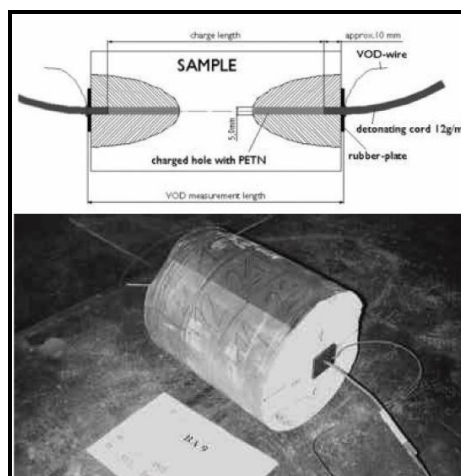 charge length
approx.10 mm
VOD-wire
SAMPLE
5,0mm
detonating cord 12g/m
charged hole with PETN
rubber-plate
VOD measurement length
BA 9